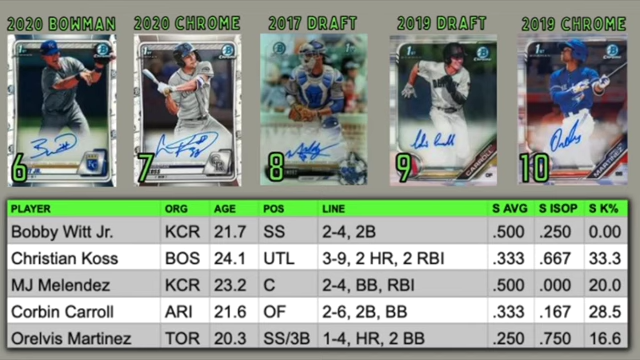 2020 BOWMAN 2020 CHROME 2017 DRAFT 2019 DRAFT 2019 CHROME
6 7 8 9 10
PLAYER ORG AGE POS LINE S AVG S ISOP S K%
Bobby Witt Jr. KCR 21.7 SS 2-4, 2B .500 .250 0.00
Christian Koss BOS 24.1 UTL 3-9, 2 HR, 2 RBI .333 .667 33.3
MJ Melendez KCR 23.2 C 2-4, BB, RBI .500 .000 20.0
Corbin Carroll ARI 21.6 OF 2-6, 2B, BB .333 .167 28.5
Orelvis Martinez TOR 20.3 SS/3B 1-4, HR, 2 BB .250 .750 16.6